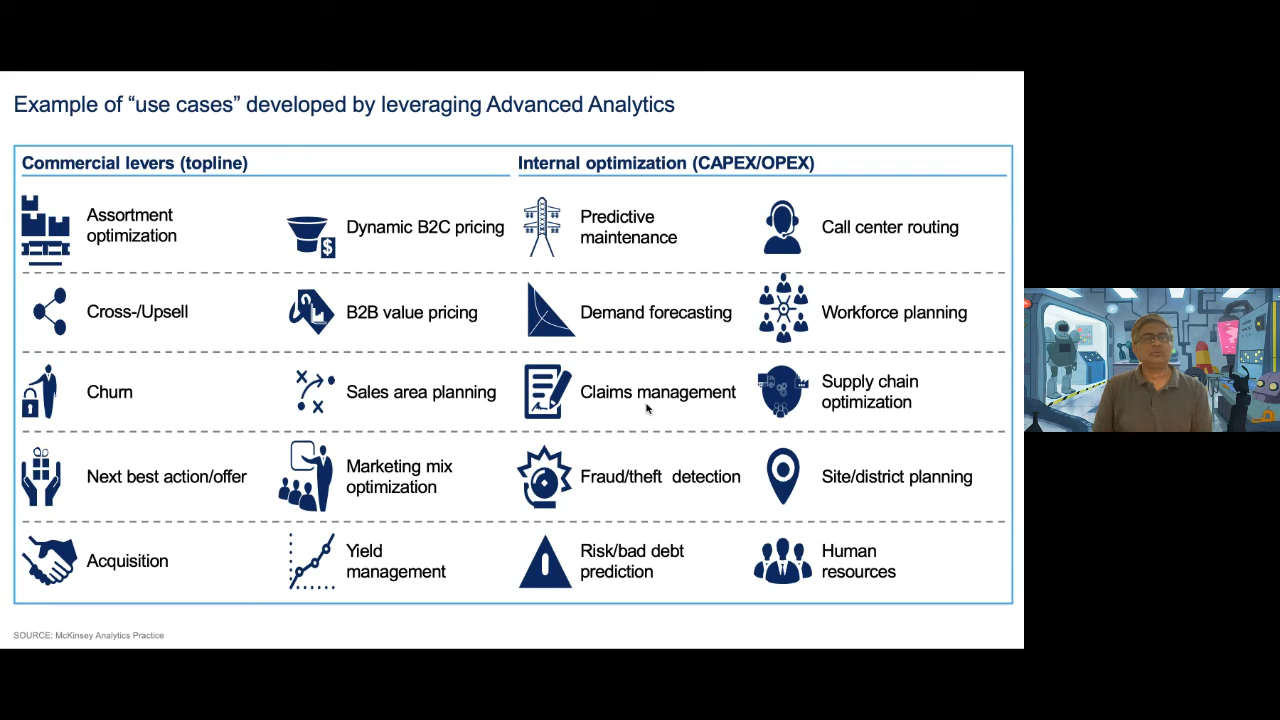 Example of “use cases” developed by leveraging Advanced Analytics
Commercial levers (topline)
Internal optimization (CAPEX/OPEX)
Assortment
optimization
Dynamic B2C pricing
$
Predictive
maintenance
Call center routing
Cross-/Upsell
B2B value pricing
Demand forecasting
Workforce planning
Churn
Sales area planning
Claims management
Supply chain
optimization
Next best action/offer
Marketing mix
optimization
Fraud/theft detection
Site/district planning
Acquisition
Yield
management
Risk/bad debt
prediction
Human
resources
SOURCE: McKinsey Analytics Practice